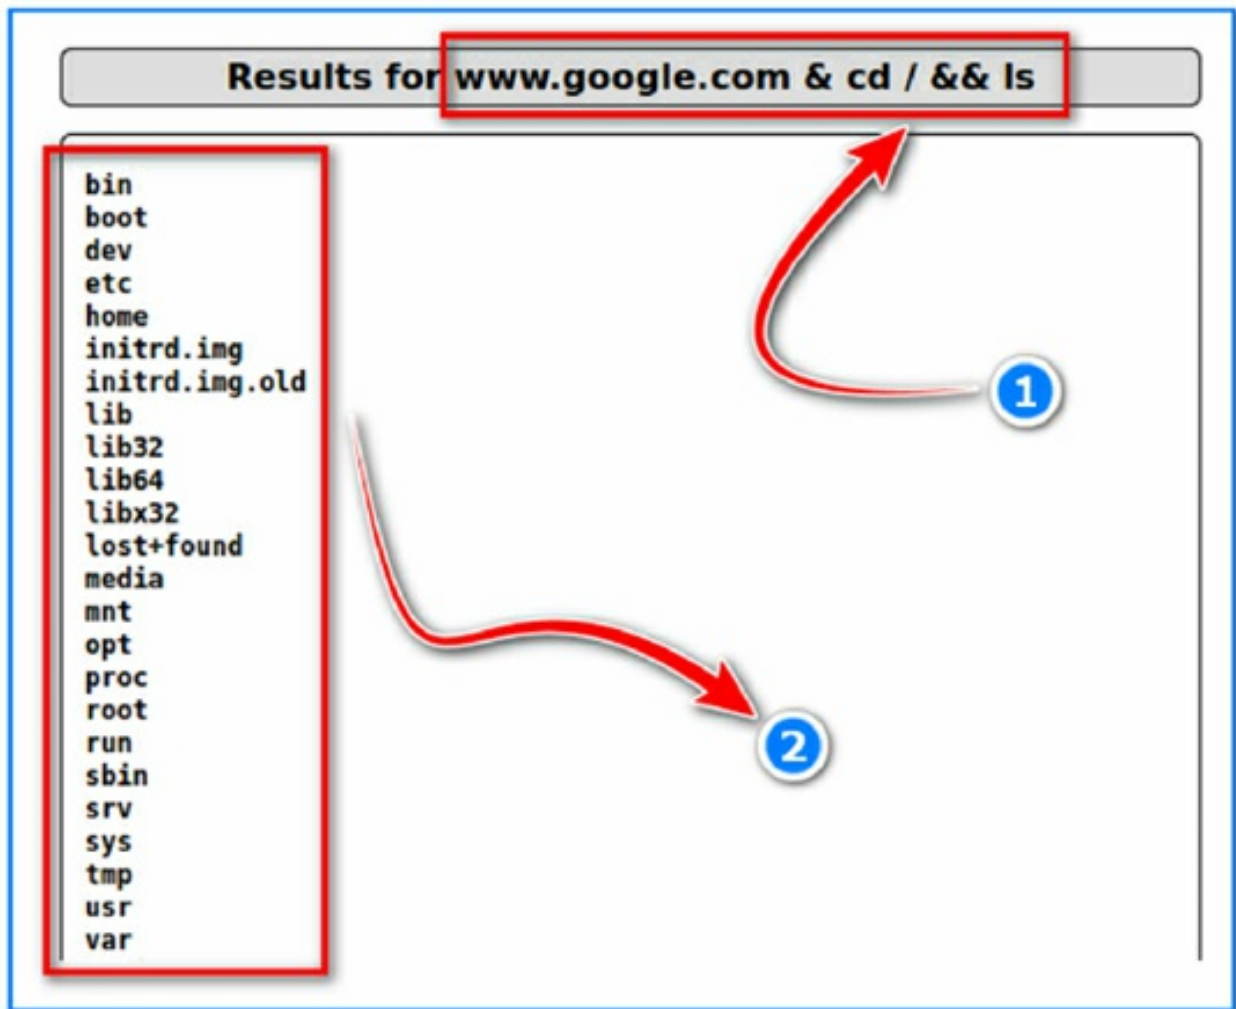 Results for www.google.com & cd / && ls
bin
boot
dev
etc
home
initrd.img
initrd.img.old
lib
lib32
lib64
libx32
lost+found
media
mnt
opt
proc
root
run
sbin
srv
sys
tmp
usr
var
1
2